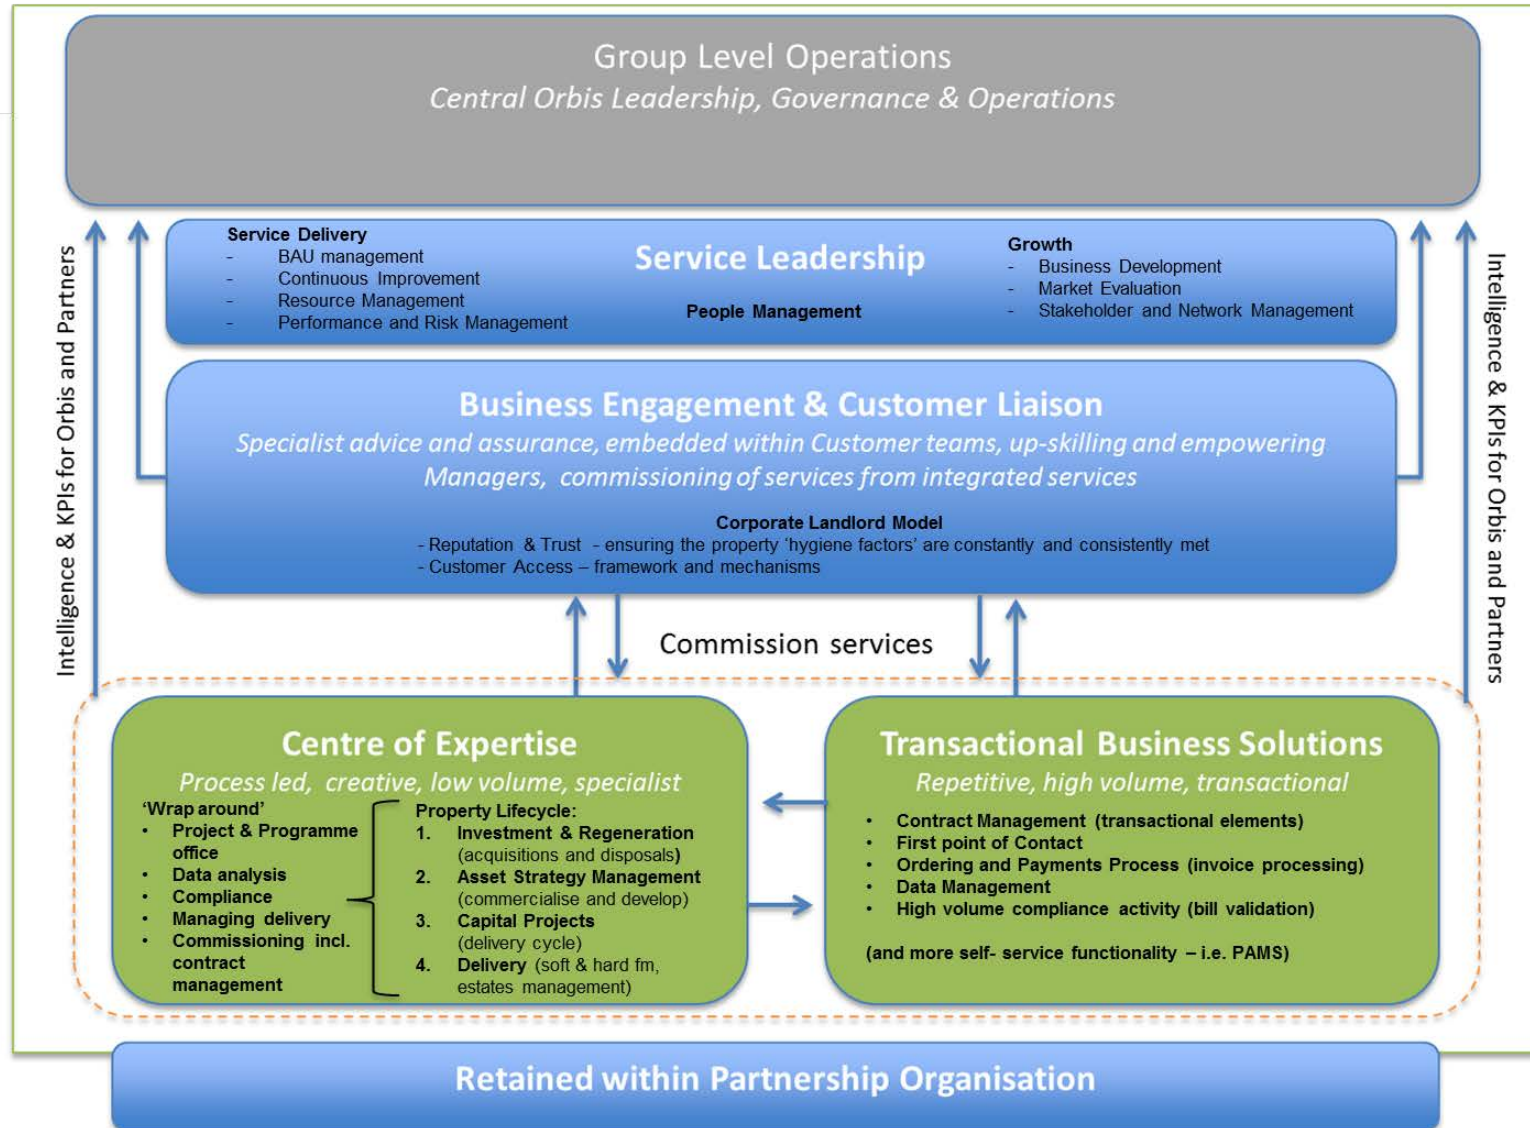 Group Level Operations
Central Orbis Leadership, Governance & Operations
Intelligence & KPIs for Orbis and Partners
Service Delivery
- BAU management
- Continuous Improvement
- Resource Management
- Performance and Risk Management
Service Leadership
People Management
Growth
- Business Development
- Market Evaluation
- Stakeholder and Network Management
Intelligence & KPIs for Orbis and Partners
Business Engagement & Customer Liaison
Specialist advice and assurance, embedded within Customer teams, up-skilling and empowering
Managers, commissioning of services from integrated services
Corporate Landlord Model
- Reputation & Trust - ensuring the property ‘hygiene factors’ are constantly and consistently met
- Customer Access – framework and mechanisms
Commission services
Centre of Expertise
Process led, creative, low volume, specialist
‘Wrap around’
• Project & Programme
office
• Data analysis
• Compliance
• Managing delivery
• Commissioning incl.
contract
management
Property Lifecycle:
1. Investment & Regeneration
(acquisitions and disposals)
2. Asset Strategy Management
(commercialise and develop)
3. Capital Projects
(delivery cycle)
4. Delivery (soft & hard fm,
estates management)
Transactional Business Solutions
Repetitive, high volume, transactional
• Contract Management (transactional elements)
• First point of Contact
• Ordering and Payments Process (invoice processing)
• Data Management
• High volume compliance activity (bill validation)
(and more self- service functionality – i.e. PAMS)
Retained within Partnership Organisation